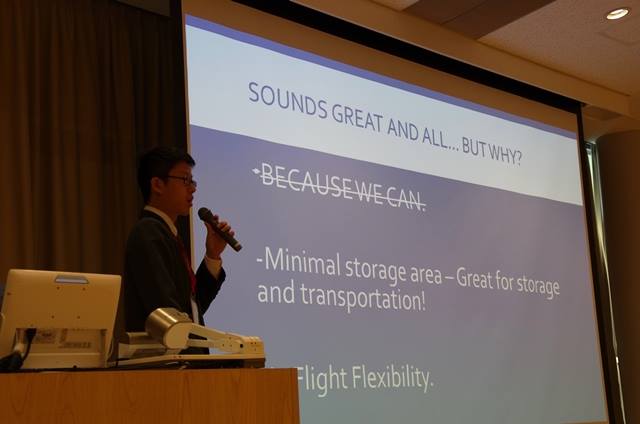 SOUNDS GREAT AND ALL... BUT WHY?
-BECAUSE WE CAN.
-Minimal storage area – Great for storage
and transportation!
Flight Flexibility.